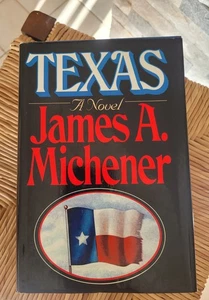 TEXAS
A Novel
James A.
Michener